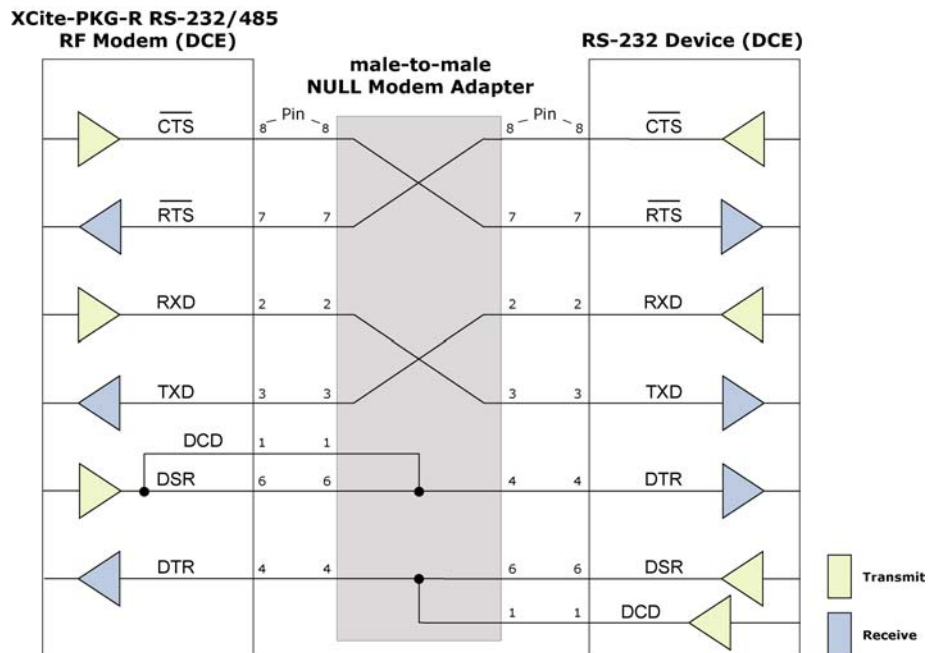 XCite-PKG-R RS-232/485
RF Modem (DCE)
male-to-male
NULL Modem Adapter
RS-232 Device (DCE)
CTS 8 Pin 8 8 Pin 8 CTS
RTS 7 7 7 7 RTS
RXD 2 2 2 2 RXD
TXD 3 3 3 3 TXD
DCD 1 1
DSR 6 6 4 4 DTR
DTR 4 4 6 6 DSR
1 1 DCD
Transmit
Receive